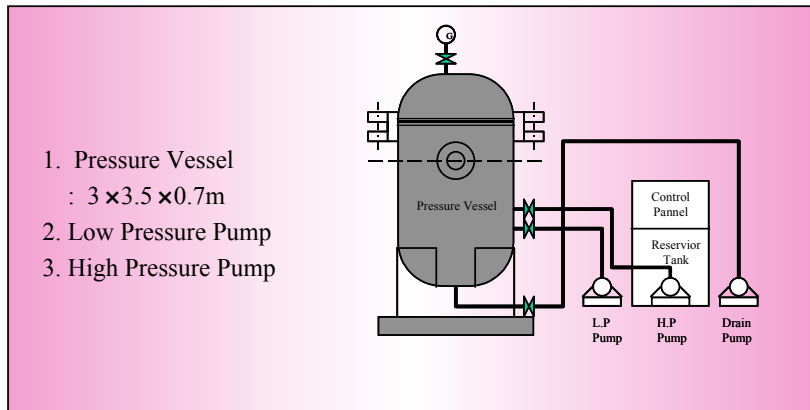 G
1. Pressure Vessel
: 3 ×3.5 ×0.7m
2. Low Pressure Pump
3. High Pressure Pump
Pressure Vessel
Control
Pannel
Reservior
Tank
L.P
Pump
H.P
Pump
Drain
Pump